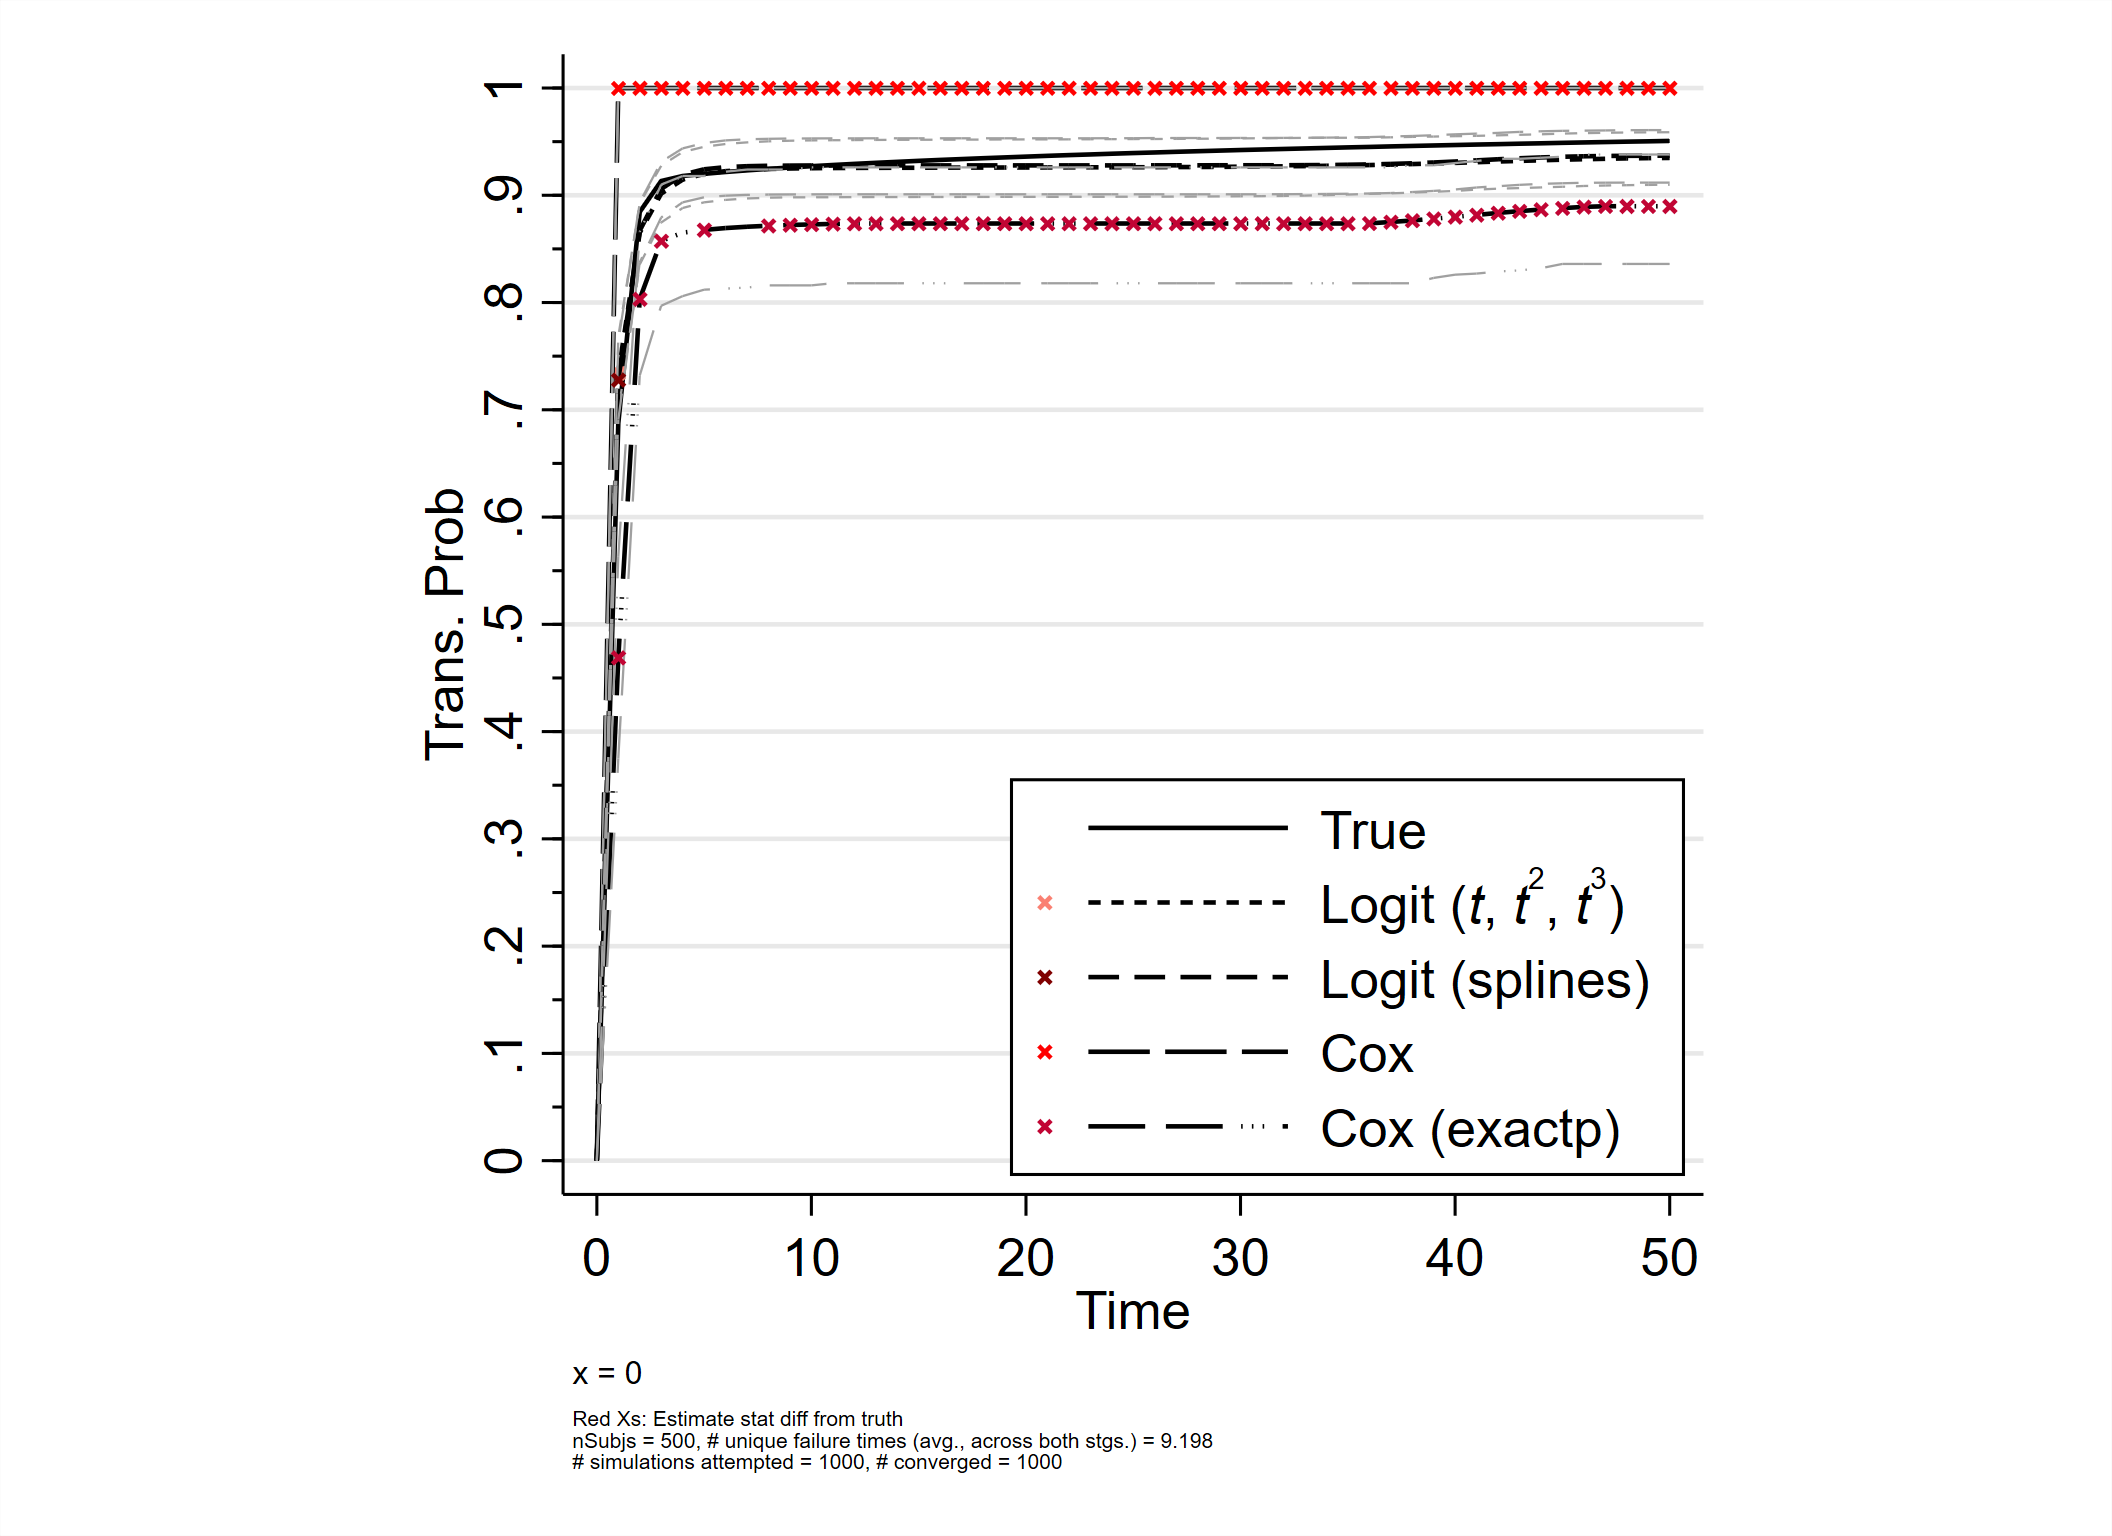 Trans. Prob
1
.9
.8
.7
.6
.5
.4
.3
.2
.1
0
True
Logit (t, t², t³)
Logit (splines)
Cox
Cox (exactp)
0 10 20 30 40 50
Time
x = 0
Red Xs: Estimate stat diff from truth
nSubjs = 500, # unique failure times (avg., across both stgs.) = 9.198
# simulations attempted = 1000, # converged = 1000